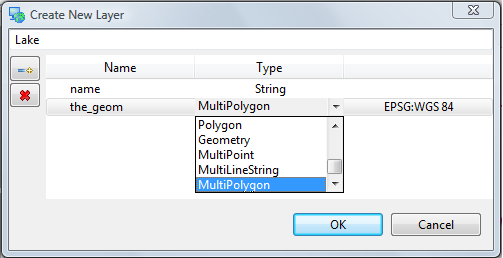 Create New Layer
Lake
Name Type
name String
the_geom MultiPolygon EPSG:WGS 84
Polygon
Geometry
MultiPoint
MultiLineString
MultiPolygon
OK Cancel